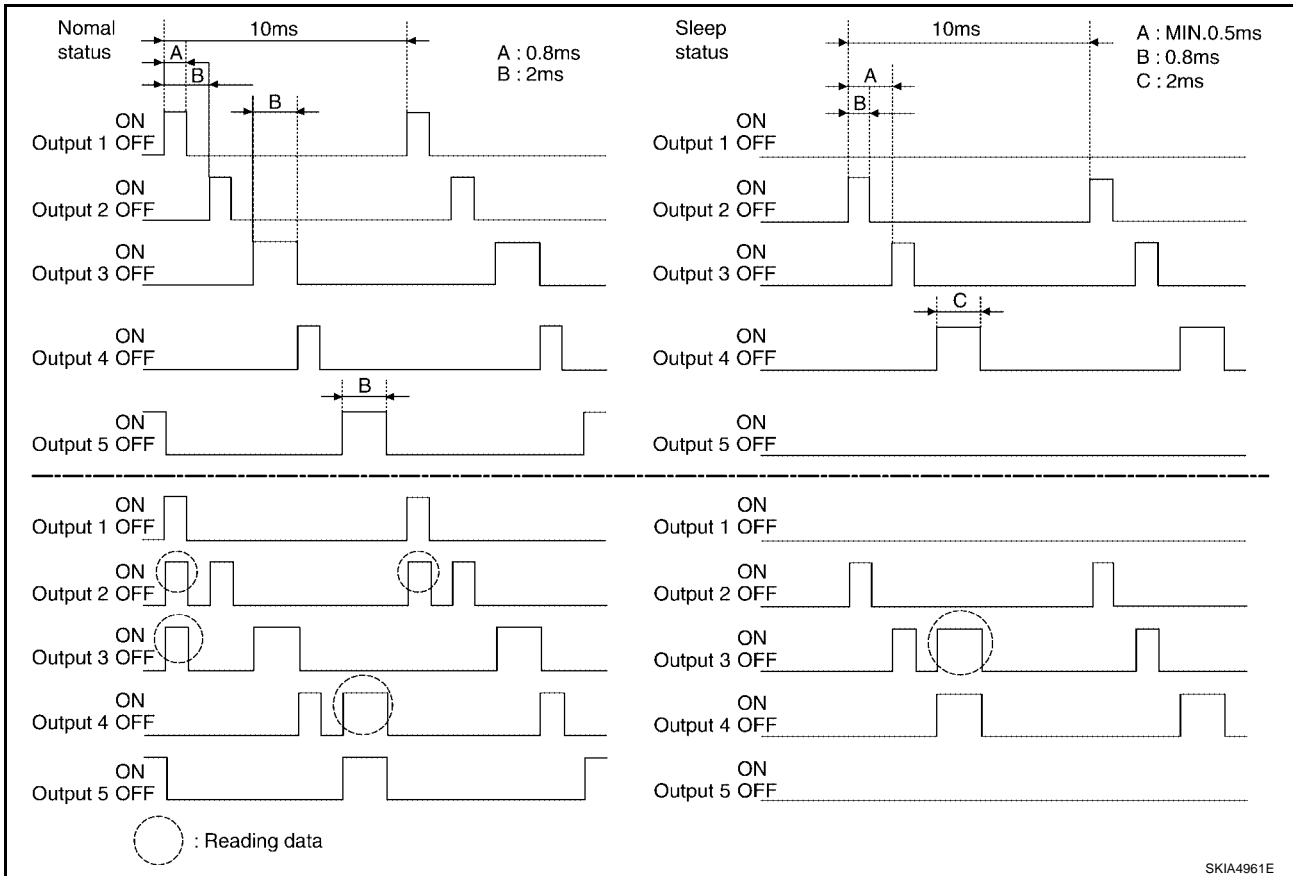 Nomal
status
10ms
A
B
B
A : 0.8ms
B : 2ms
ON
Output 1 OFF
ON
Output 2 OFF
ON
Output 3 OFF
ON
Output 4 OFF
B
ON
Output 5 OFF
Sleep
status
10ms
A
B
A : MIN.0.5ms
B : 0.8ms
C : 2ms
ON
Output 1 OFF
ON
Output 2 OFF
ON
Output 3 OFF
C
ON
Output 4 OFF
ON
Output 5 OFF
ON
Output 1 OFF
ON
Output 2 OFF
ON
Output 3 OFF
ON
Output 4 OFF
ON
Output 5 OFF
: Reading data
ON
Output 1 OFF
ON
Output 2 OFF
ON
Output 3 OFF
ON
Output 4 OFF
ON
Output 5 OFF
SKIA4961E